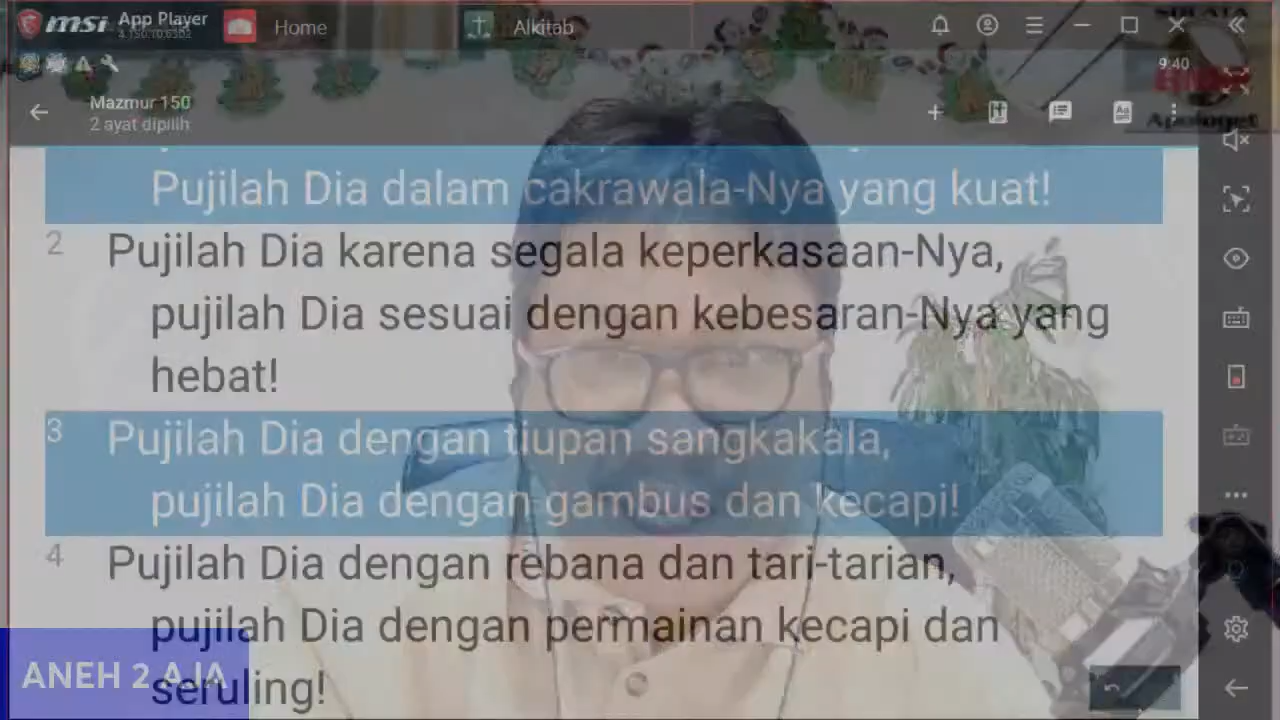 msi App Player Home Alkitab
SOLATA
9:40
Mazmur 150
2 ayat dipilih
Apologet
Pujilah Dia dalam cakrawala-Nya yang kuat!
2 Pujilah Dia karena segala keperkasaan-Nya,
pujilah Dia sesuai dengan kebesaran-Nya yang
hebat!
3 Pujilah Dia dengan tiupan sangkakala,
pujilah Dia dengan gambus dan kecapi!
4 Pujilah Dia dengan rebana dan tari-tarian,
pujilah Dia dengan permainan kecapi dan
seruling!
ANEH 2 AJA